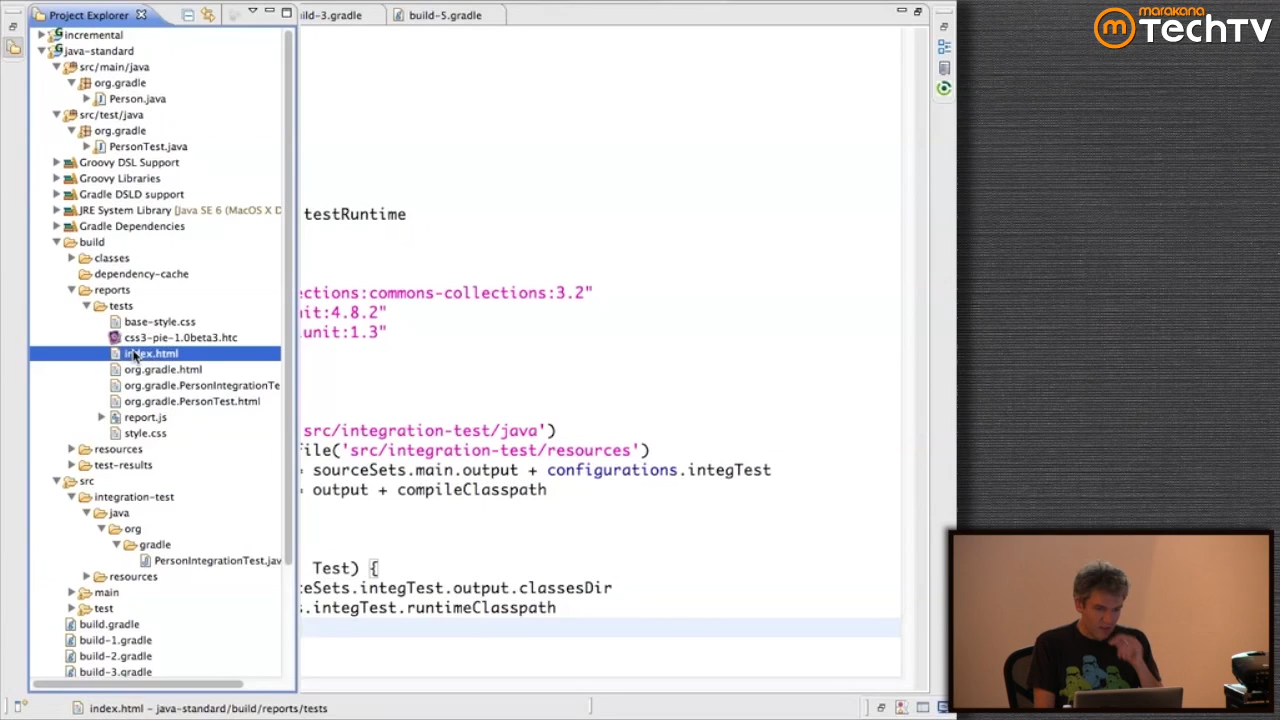 Project Explorer
ild-3.gradle
build-5.gradle
marakana
TechTV
incremental
java-standard
src/main/java
org.gradle
Person.java
src/test/java
org.gradle
PersonTest.java
Groovy DSL Support
Groovy Libraries
Gradle DSLD support
JRE System Library [Java SE 6 (MacOS X D
Gradle Dependencies
build
classes
dependency-cache
reports
tests
base-style.css
css3-pie-1.0beta3.htc
index.html
org.gradle.html
org.gradle.PersonIntegrationTe
org.gradle.PersonTest.html
report.js
style.css
resources
test-results
src
integration-test
java
org
gradle
PersonIntegrationTest.jav
resources
main
test
build.gradle
build-1.gradle
build-2.gradle
build-3.gradle
testRuntime
ctions:commons-collections:3.2"
nit:4.8.2"
unit:1.3"
src/integration-test/java')
ile('src/integration-test/resources')
= sourceSets.main.output + configurations.integTest
= output + compileClasspath
Test) {
eSets.integTest.output.classesDir
s.integTest.runtimeClasspath
index.html - java-standard/build/reports/tests